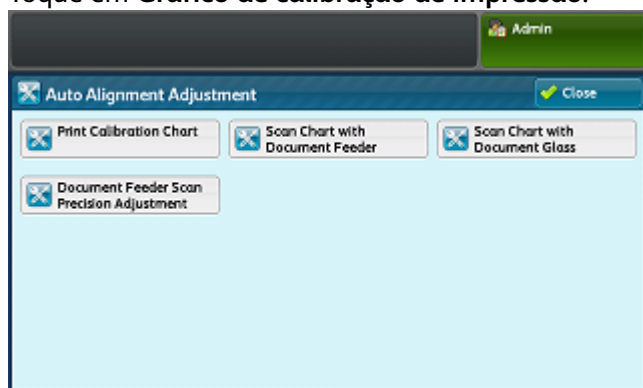 Toque em Gráfico de calibração de impressão.
Admin
Auto Alignment Adjustment
Close
Print Calibration Chart
Scan Chart with
Document Feeder
Scan Chart with
Document Glass
Document Feeder Scan
Precision Adjustment